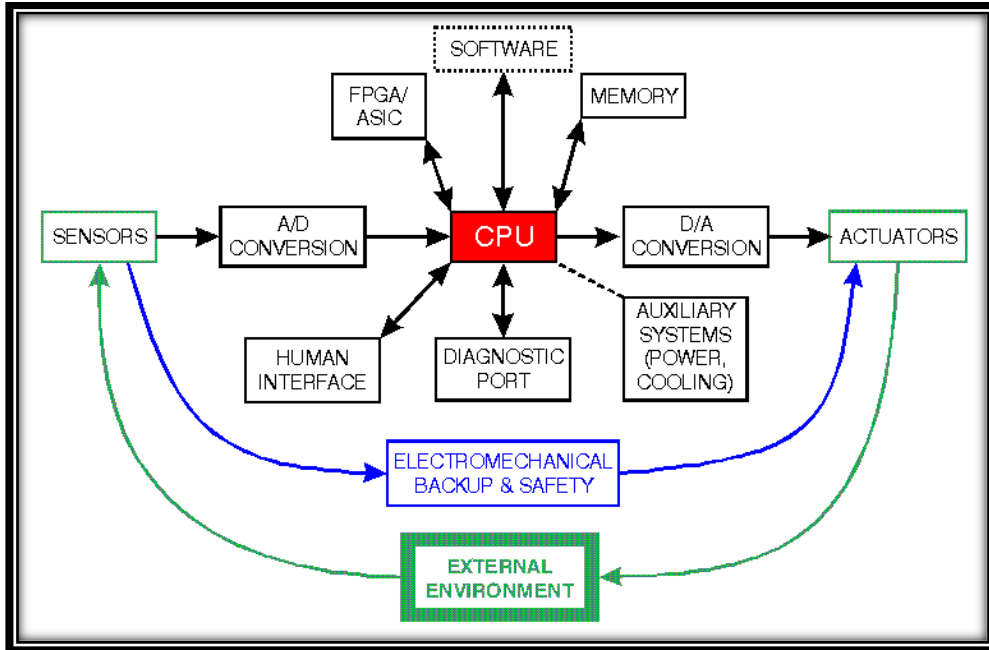 SOFTWARE
FPGA/
ASIC
MEMORY
SENSORS
A/D
CONVERSION
CPU
D/A
CONVERSION
ACTUATORS
HUMAN
INTERFACE
DIAGNOSTIC
PORT
AUXILIARY
SYSTEMS
(POWER,
COOLING)
ELECTROMECHANICAL
BACKUP & SAFETY
EXTERNAL
ENVIRONMENT